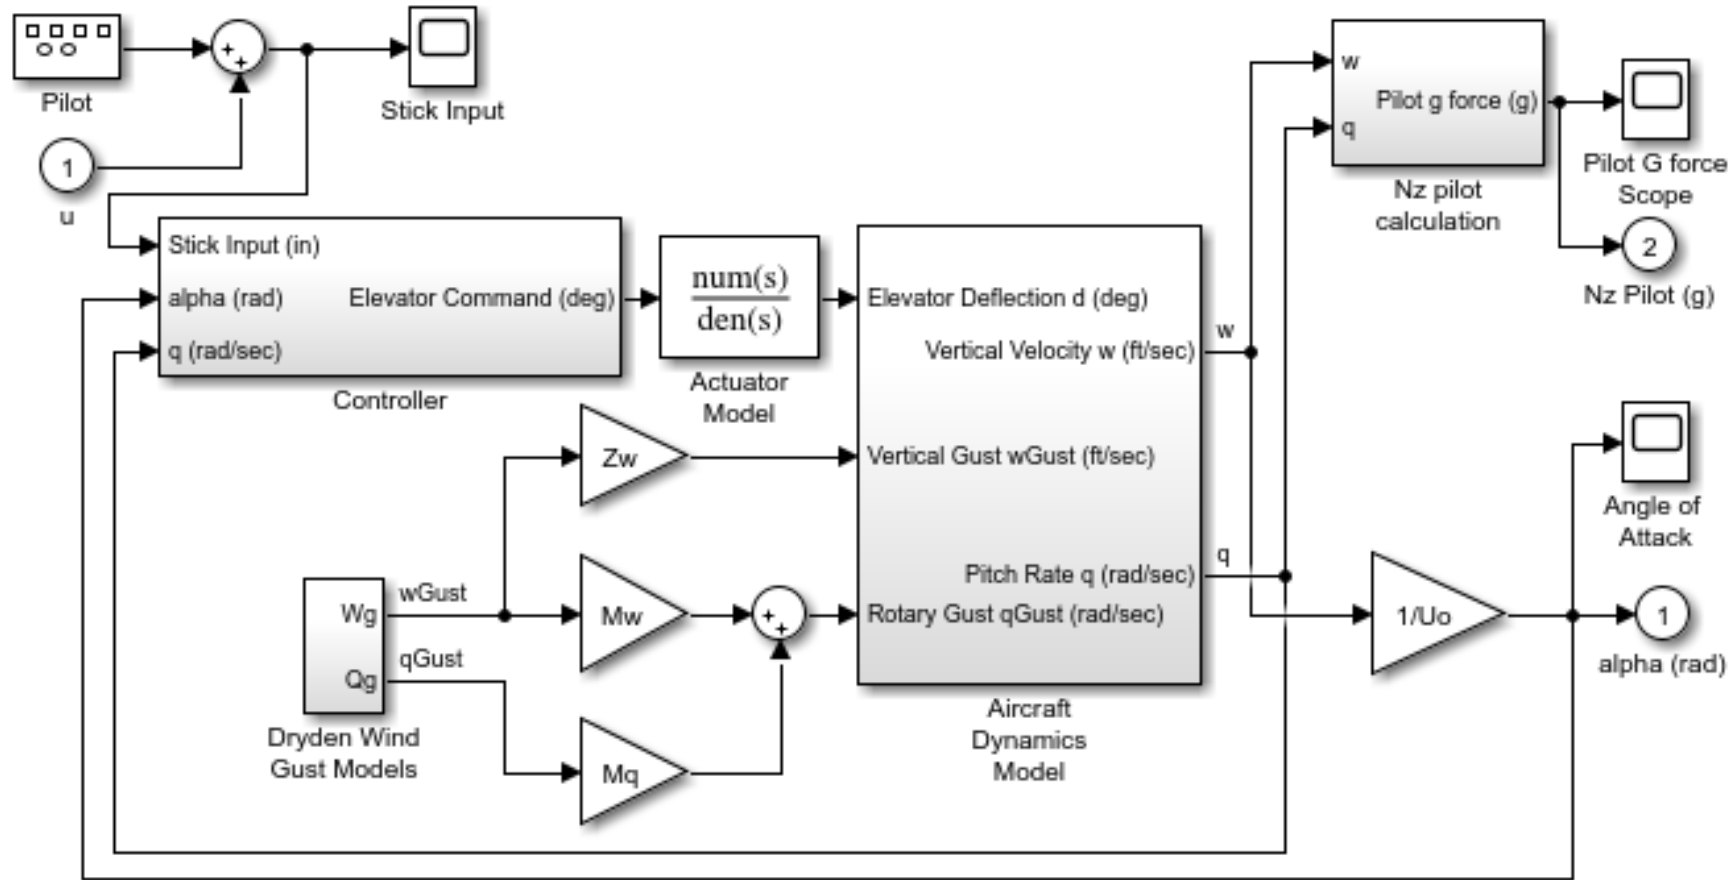 Pilot
Stick Input
1
u
w
Pilot g force (g)
q
Nz pilot
calculation
Pilot G force
Scope
2
Nz Pilot (g)
Stick Input (in)
alpha (rad)
Elevator Command (deg)
q (rad/sec)
Controller
num(s)
den(s)
Actuator
Model
Elevator Deflection d (deg)
Vertical Velocity w (ft/sec)
w
Vertical Gust wGust (ft/sec)
Pitch Rate q (rad/sec)
q
Rotary Gust qGust (rad/sec)
Aircraft
Dynamics
Model
Zw
Mw
Mq
wGust
qGust
Wg
Qg
Dryden Wind
Gust Models
1/Uo
Angle of
Attack
1
alpha (rad)